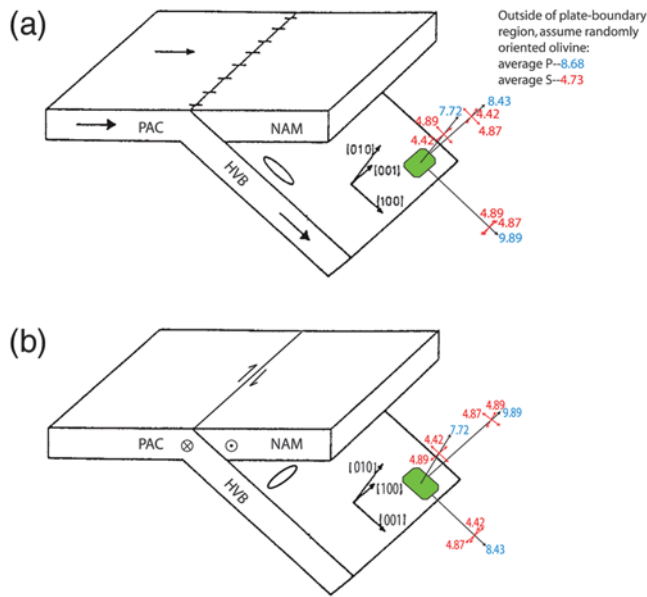 (a)
Outside of plate-boundary
region, assume randomly
oriented olivine:
average P--8.68
average S--4.73
PAC
NAM
HVB
[010]
[001]
[100]
7.72
8.43
4.89
4.42
4.42
4.87
4.89
4.87
9.89
(b)
PAC
NAM
HVB
[010]
[100]
[001]
4.89
4.87
9.89
7.72
4.42
4.89
4.42
4.87
8.43